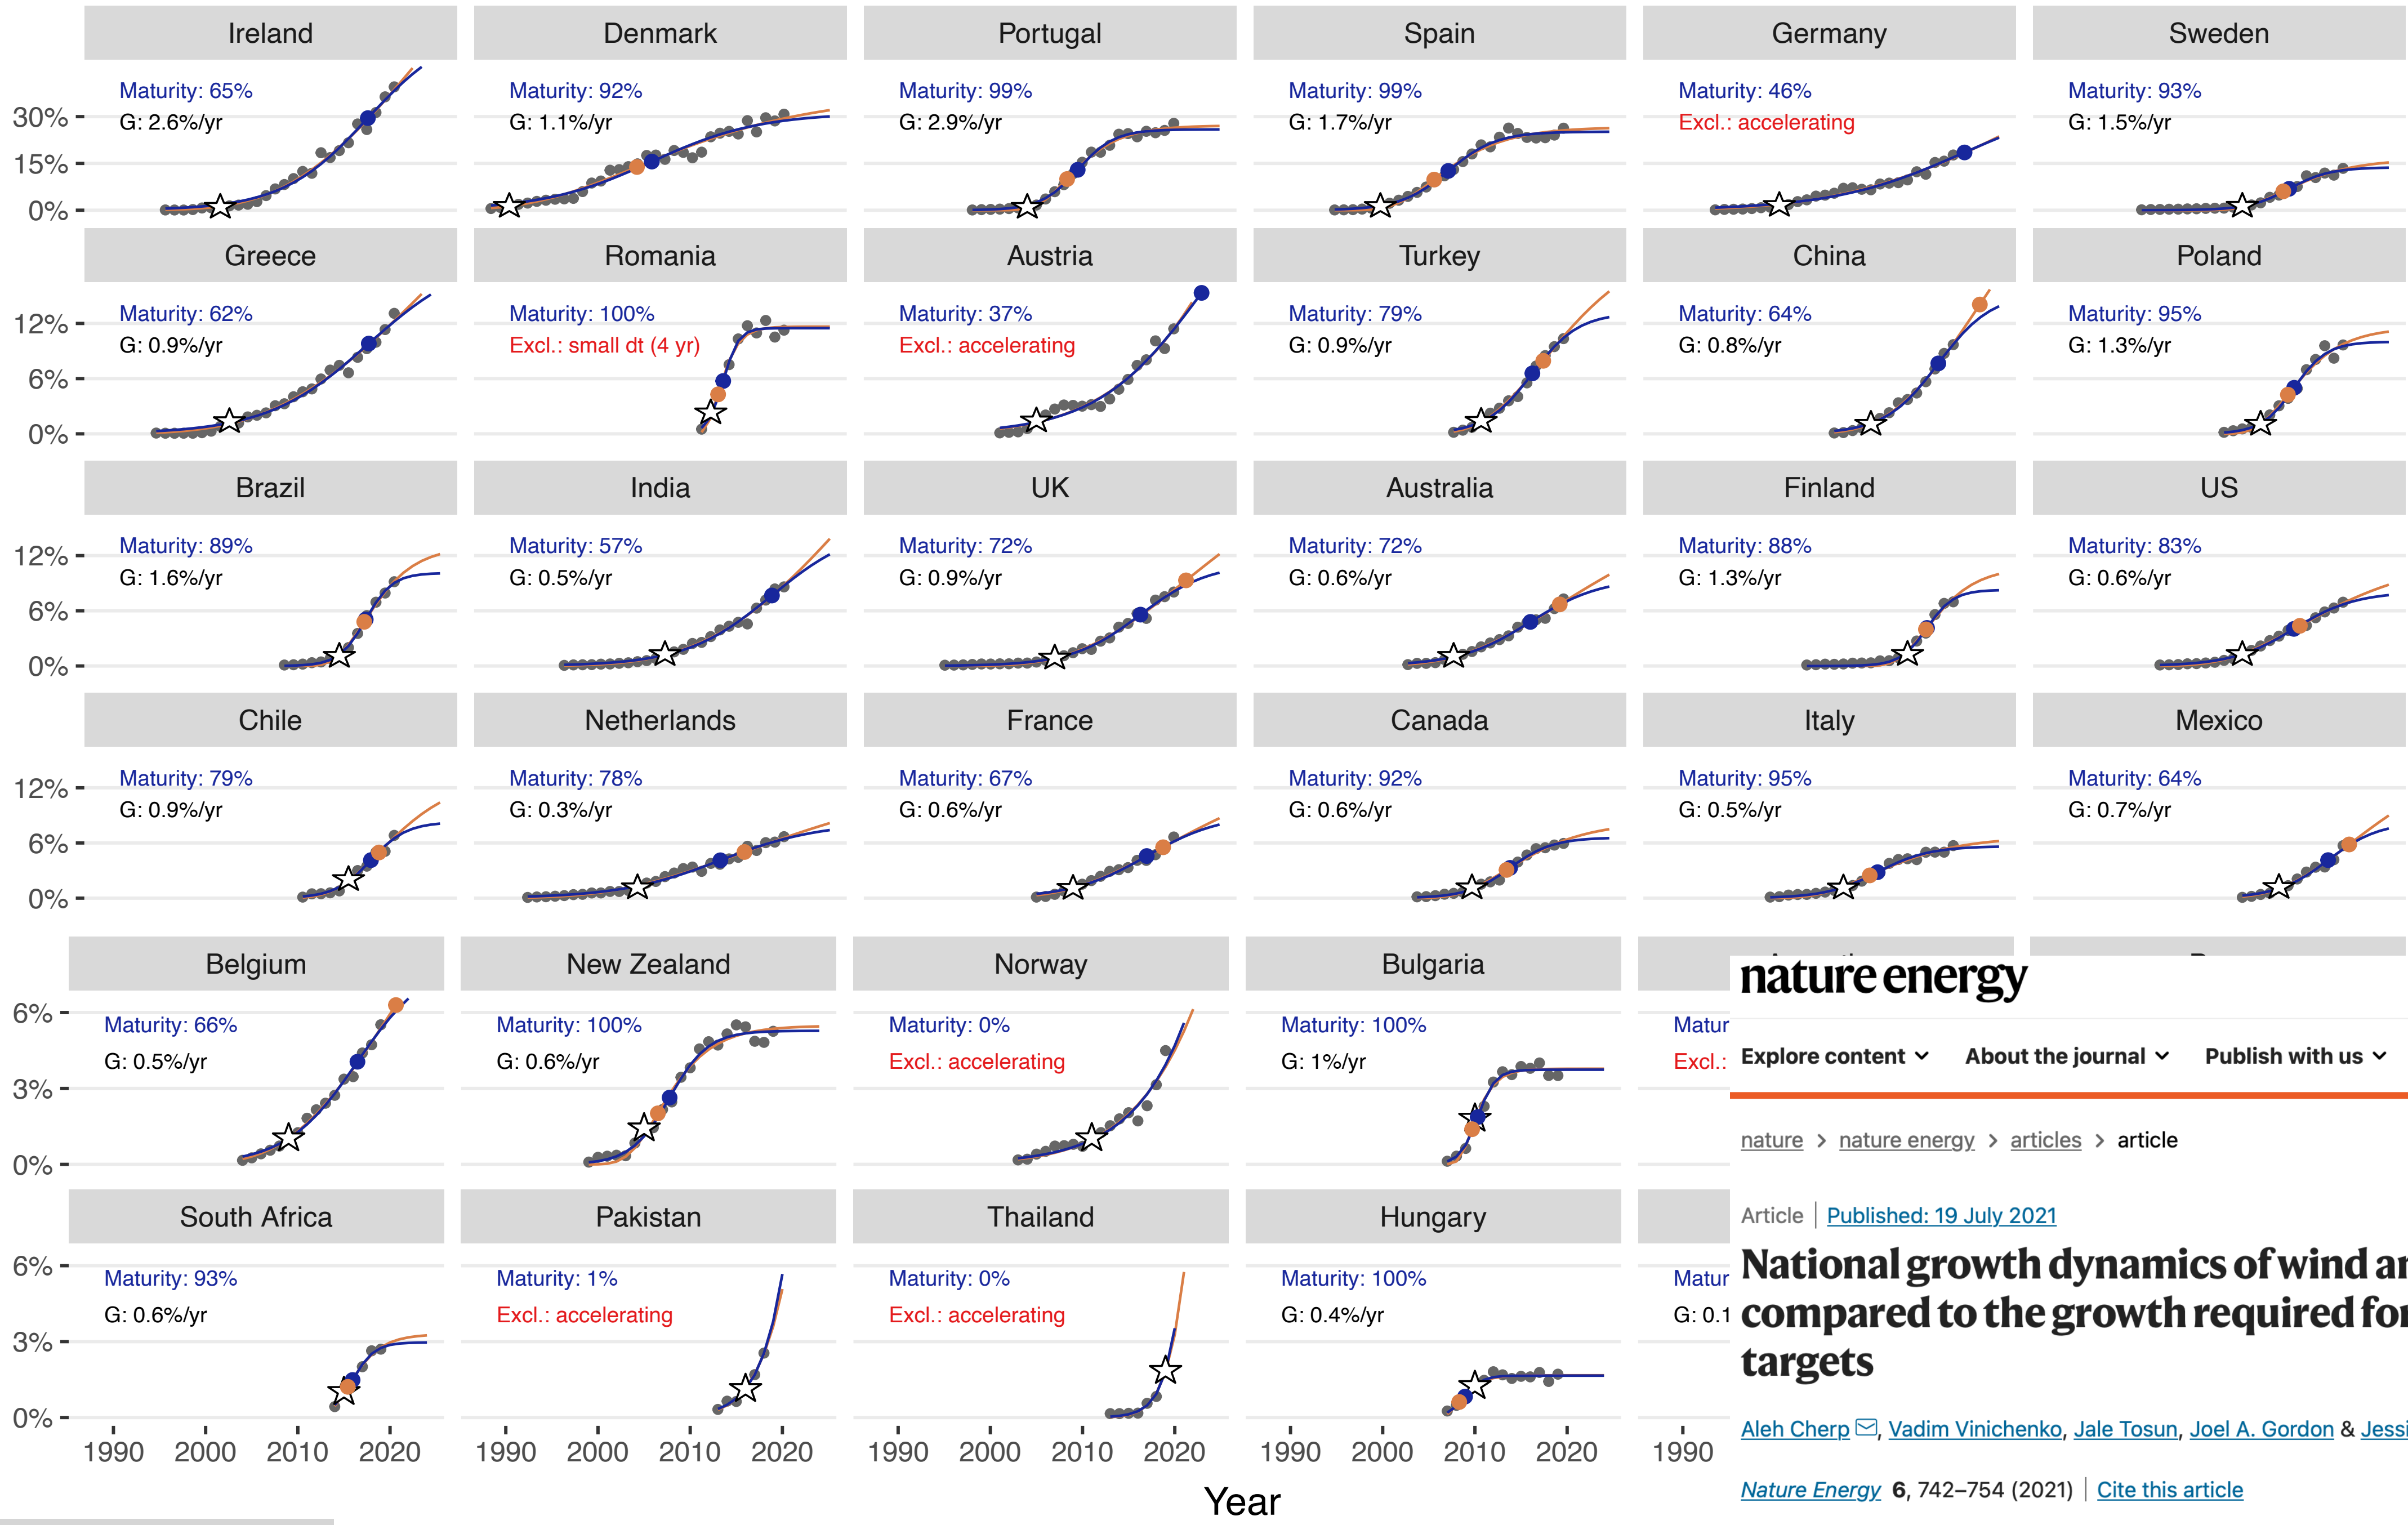 Ireland Denmark Portugal Spain Germany Sweden
Maturity: 65% Maturity: 92% Maturity: 99% Maturity: 99% Maturity: 46% Maturity: 93%
30% G: 2.6%/yr G: 1.1%/yr G: 2.9%/yr G: 1.7%/yr Excl.: accelerating G: 1.5%/yr
15%
0%
Greece Romania Austria Turkey China Poland
Maturity: 62% Maturity: 100% Maturity: 37% Maturity: 79% Maturity: 64% Maturity: 95%
12% G: 0.9%/yr Excl.: small dt (4 yr) Excl.: accelerating G: 0.9%/yr G: 0.8%/yr G: 1.3%/yr
6%
0%
Brazil India UK Australia Finland US
12% Maturity: 89% Maturity: 57% Maturity: 72% Maturity: 72% Maturity: 88% Maturity: 83%
G: 1.6%/yr G: 0.5%/yr G: 0.9%/yr G: 0.6%/yr G: 1.3%/yr G: 0.6%/yr
6%
0%
Chile Netherlands France Canada Italy Mexico
12% Maturity: 79% Maturity: 78% Maturity: 67% Maturity: 92% Maturity: 95% Maturity: 64%
G: 0.9%/yr G: 0.3%/yr G: 0.6%/yr G: 0.6%/yr G: 0.5%/yr G: 0.7%/yr
6%
0%
Belgium New Zealand Norway Bulgaria
6% Maturity: 66% Maturity: 100% Maturity: 0% Maturity: 100% Matur
G: 0.5%/yr G: 0.6%/yr Excl.: accelerating G: 1%/yr Excl.:
3%
0%
South Africa Pakistan Thailand Hungary
6% Maturity: 93% Maturity: 1% Maturity: 0% Maturity: 100% Matur
G: 0.6%/yr Excl.: accelerating Excl.: accelerating G: 0.4%/yr G: 0.1
3%
0%
1990 2000 2010 2020 1990 2000 2010 2020 1990 2000 2010 2020 1990 2000 2010 2020 1990
Year
nature energy
Explore content About the journal Publish with us
nature > nature energy > articles > article
Article | Published: 19 July 2021
National growth dynamics of wind an
compared to the growth required for
targets
Aleh Cherp, Vadim Vinichenko, Jale Tosun, Joel A. Gordon & Jessi
Nature Energy 6, 742–754 (2021) | Cite this article